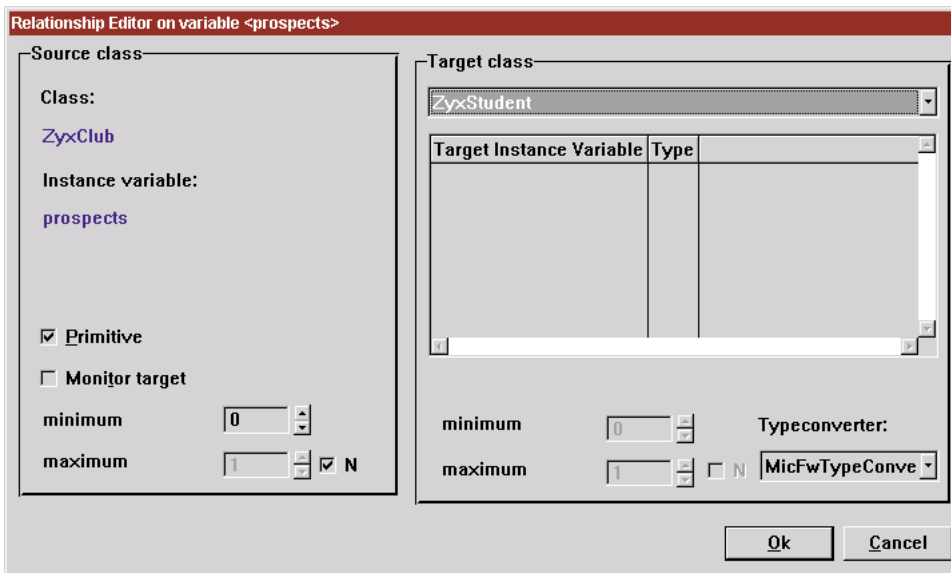 Relationship Editor on variable <prospects>
Source class
Class:
ZyxClub
Instance variable:
prospects
Primitive
Monitor target
minimum 0
maximum 1 N
Target class
ZyxStudent
Target Instance Variable Type
minimum 0 Typeconverter:
maximum 1 N MicFwTypeConve
Ok Cancel